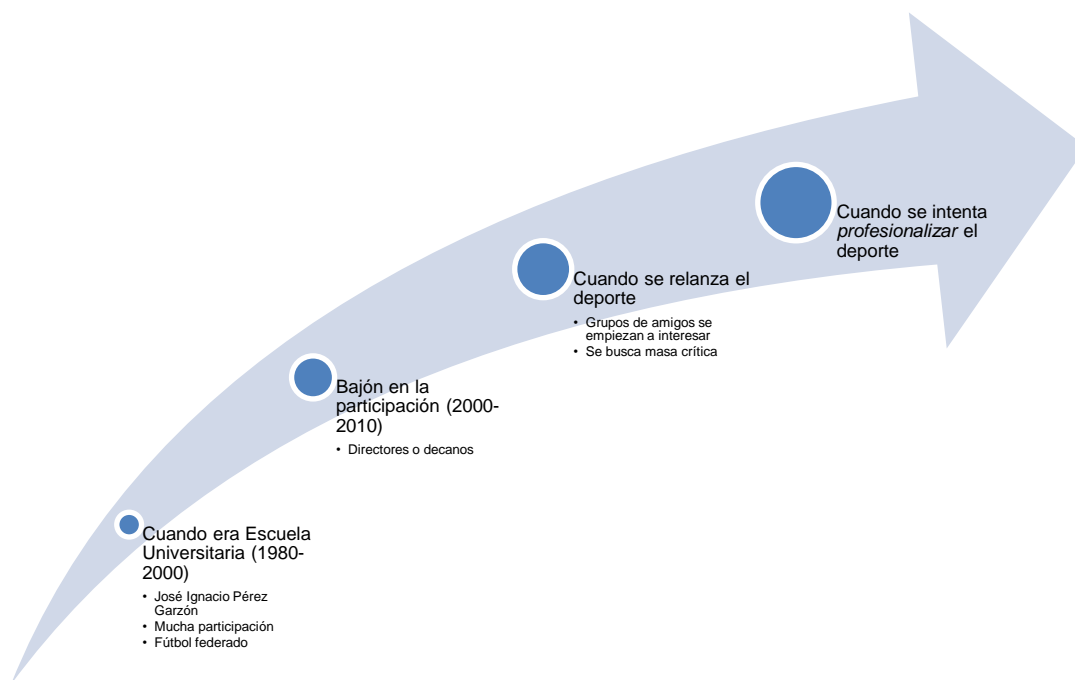 Cuando era Escuela
Universitaria (1980-
2000)
• José Ignacio Pérez
Garzón
• Mucha participación
• Fútbol federado
Bajón en la
participación (2000-
2010)
• Directores o decanos
Cuando se relanza el
deporte
• Grupos de amigos se
empiezan a interesar
• Se busca masa crítica
Cuando se intenta
profesionalizar el
deporte